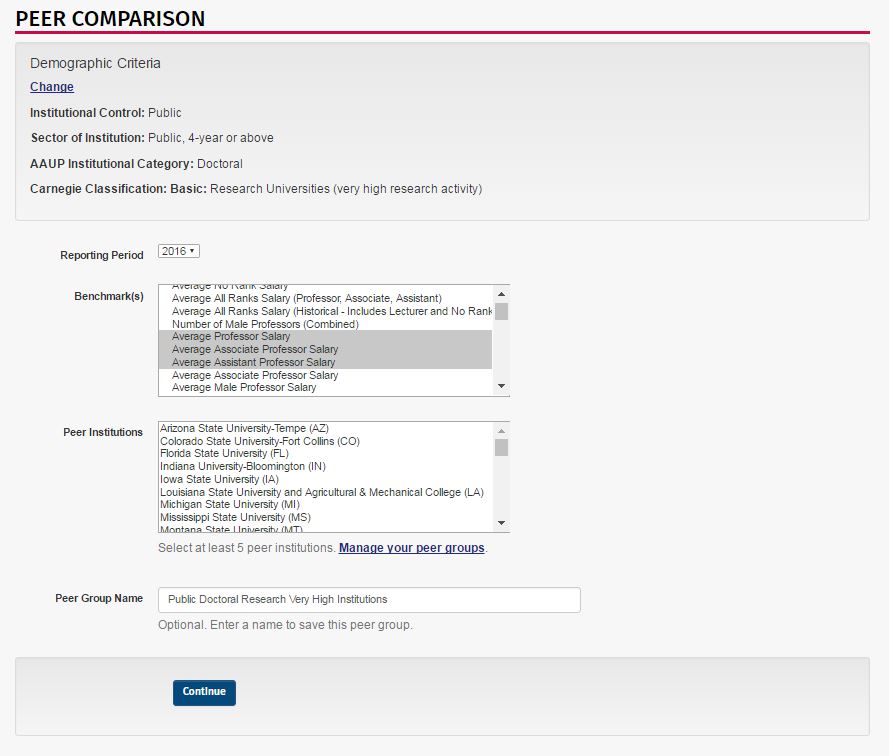 PEER COMPARISON
Demographic Criteria
Change
Institutional Control: Public
Sector of Institution: Public, 4-year or above
AAUP Institutional Category: Doctoral
Carnegie Classification: Basic: Research Universities (very high research activity)
Reporting Period 2016
Benchmark(s)
Average No Rank Salary
Average All Ranks Salary (Professor, Associate, Assistant)
Average All Ranks Salary (Historical - Includes Lecturer and No Rank
Number of Male Professors (Combined)
Average Professor Salary
Average Associate Professor Salary
Average Assistant Professor Salary
Average Associate Professor Salary
Average Male Professor Salary
Peer Institutions
Arizona State University-Tempe (AZ)
Colorado State University-Fort Collins (CO)
Florida State University (FL)
Indiana University-Bloomington (IN)
Iowa State University (IA)
Louisiana State University and Agricultural & Mechanical College (LA)
Michigan State University (MI)
Mississippi State University (MS)
Montana State University (MT)
Select at least 5 peer institutions. Manage your peer groups.
Peer Group Name Public Doctoral Research Very High Institutions
Optional. Enter a name to save this peer group.
Continue